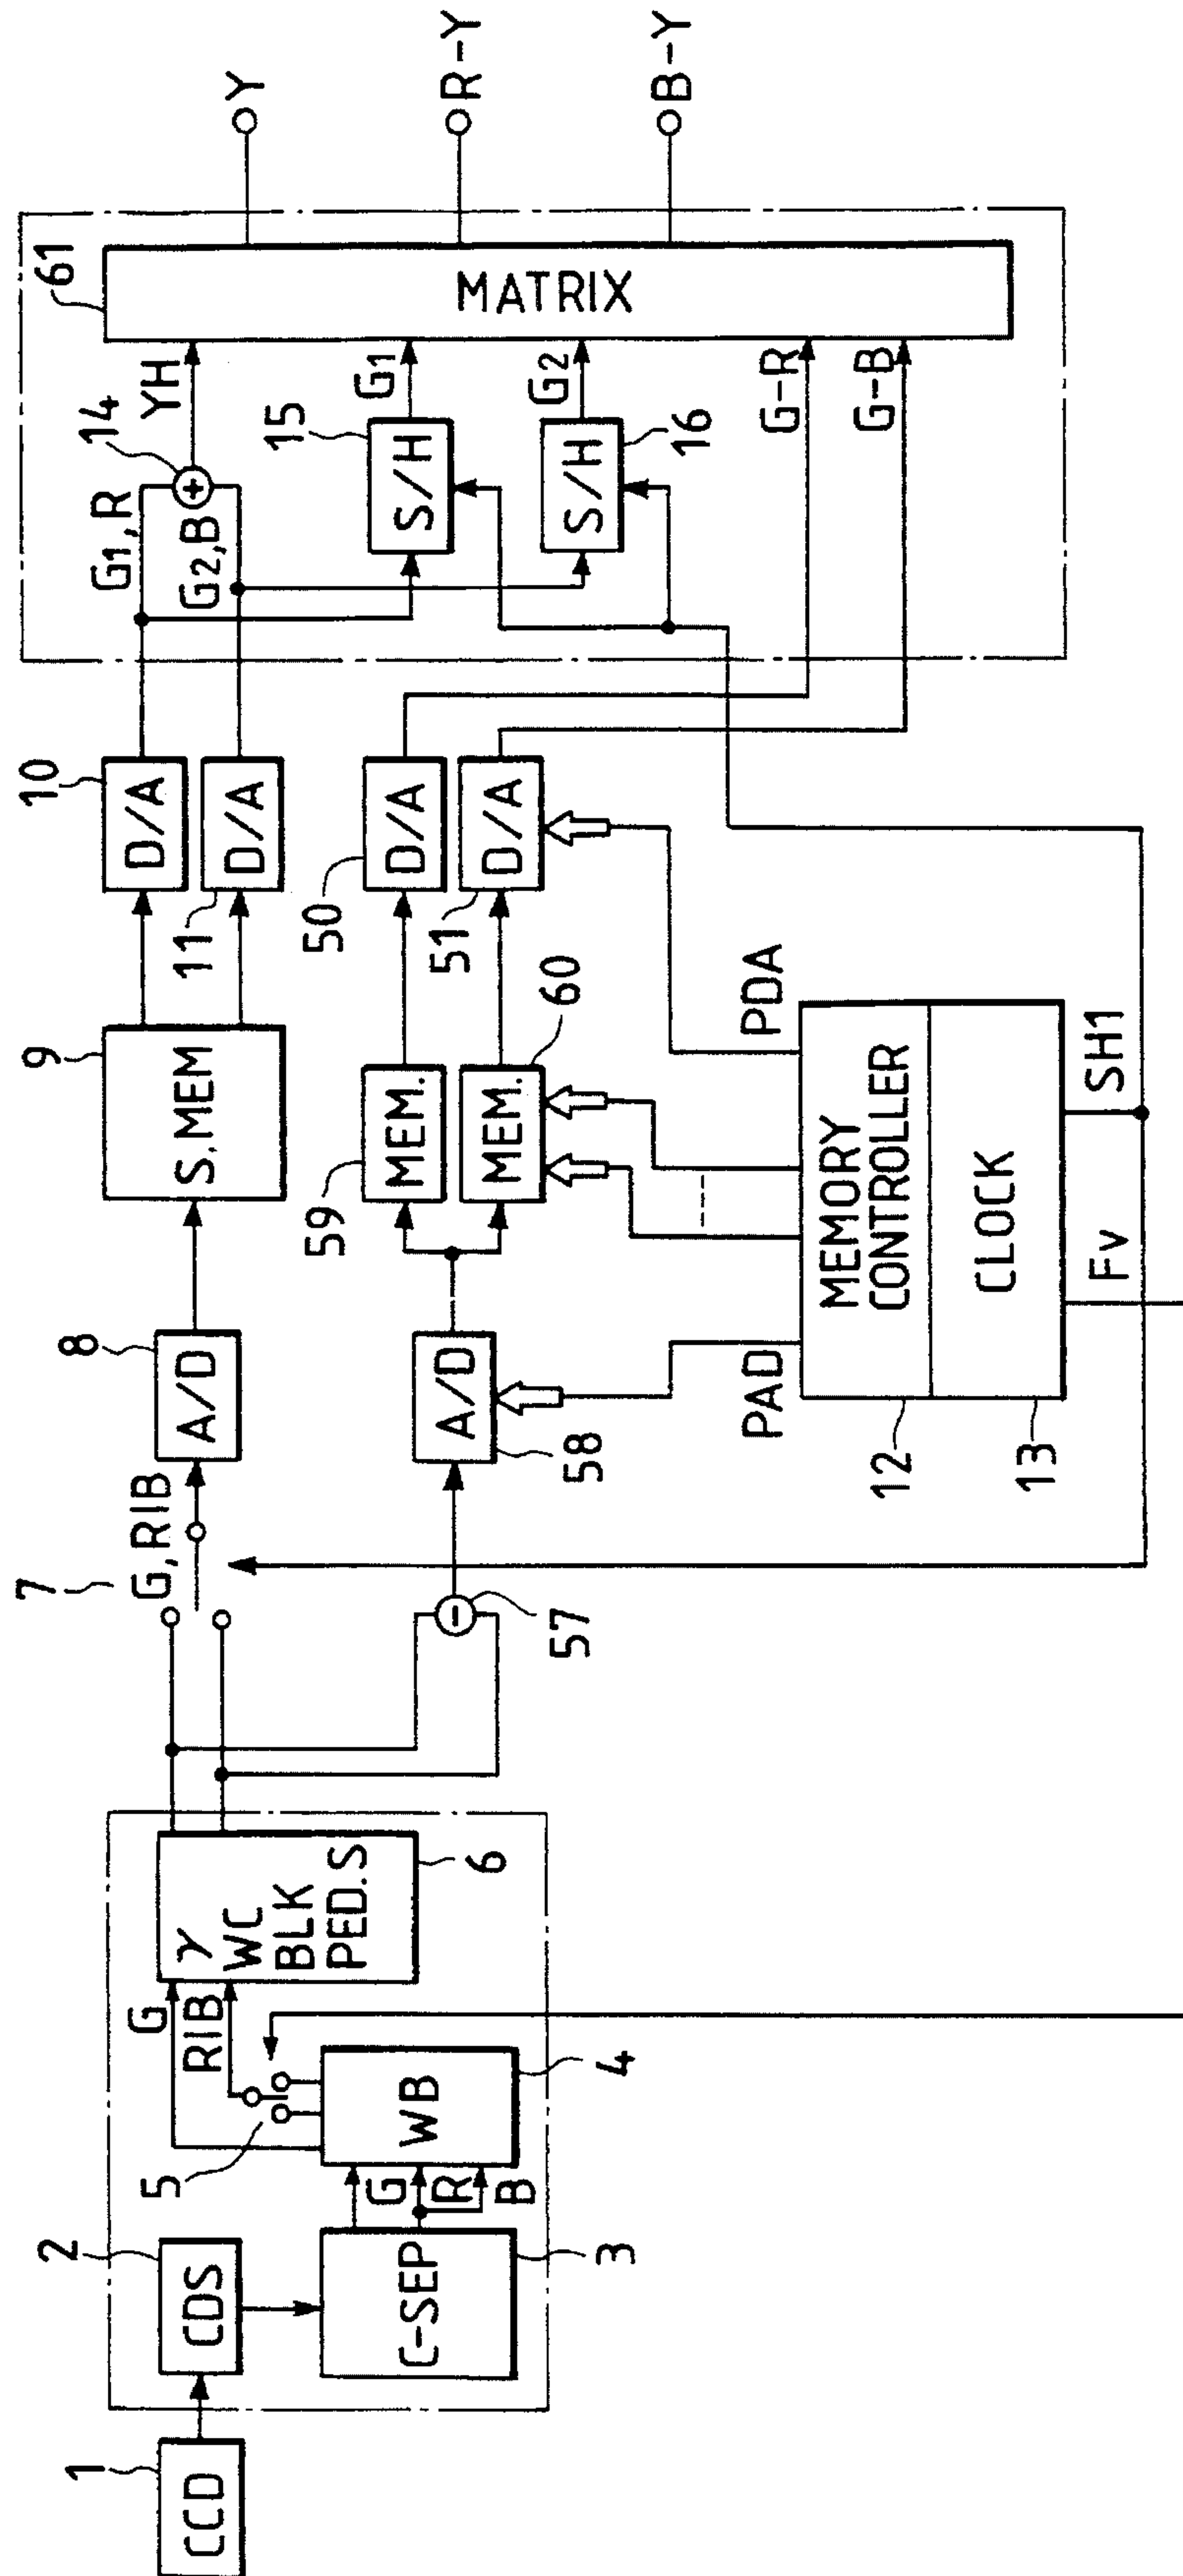 1
CCD
2
CDS
C-SEP
3
G
R
B
5
WB
4
G
RIB
γ
WC
BLK
PED.S
6
7
G,RIB
57
8
A/D
A/D
58
9
S,MEM
59
MEM.
MEM.
60
10
D/A
11
D/A
50
D/A
51
D/A
PAD
PDA
12
MEMORY
CONTROLLER
13
CLOCK
Fv
SH1
G1,R
G2,B
14
YH
15
S/H
G1
S/H
16
G2
G-R
G-B
61
MATRIX
Y
R-Y
B-Y